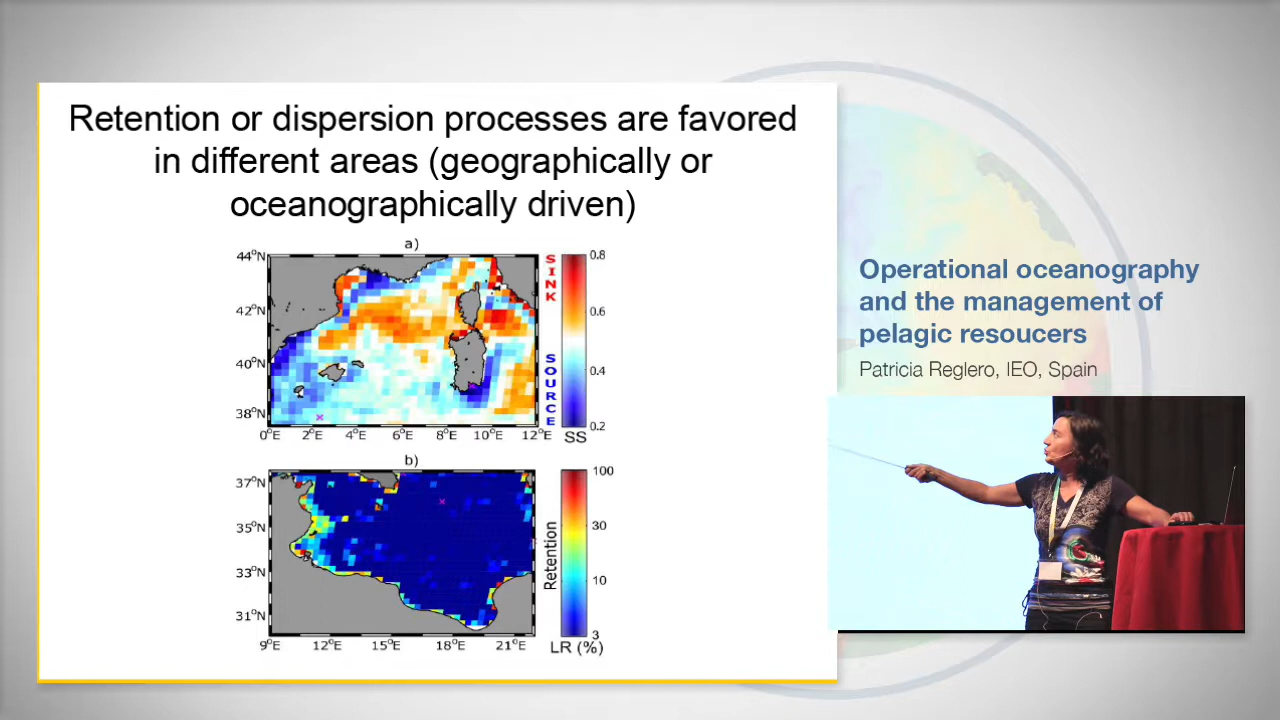 Retention or dispersion processes are favored
in different areas (geographically or
oceanographically driven)
a)
44°N
42°N
40°N
38°N
0°E 2°E 4°E 6°E 8°E 10°E 12°E
SINK
SOURCE
0.8
0.6
0.4
0.2
SS
b)
37°N
35°N
33°N
31°N
9°E 12°E 15°E 18°E 21°E
Retention
100
30
10
3
LR (%)
Operational oceanography
and the management of
pelagic resoucers
Patricia Reglero, IEO, Spain